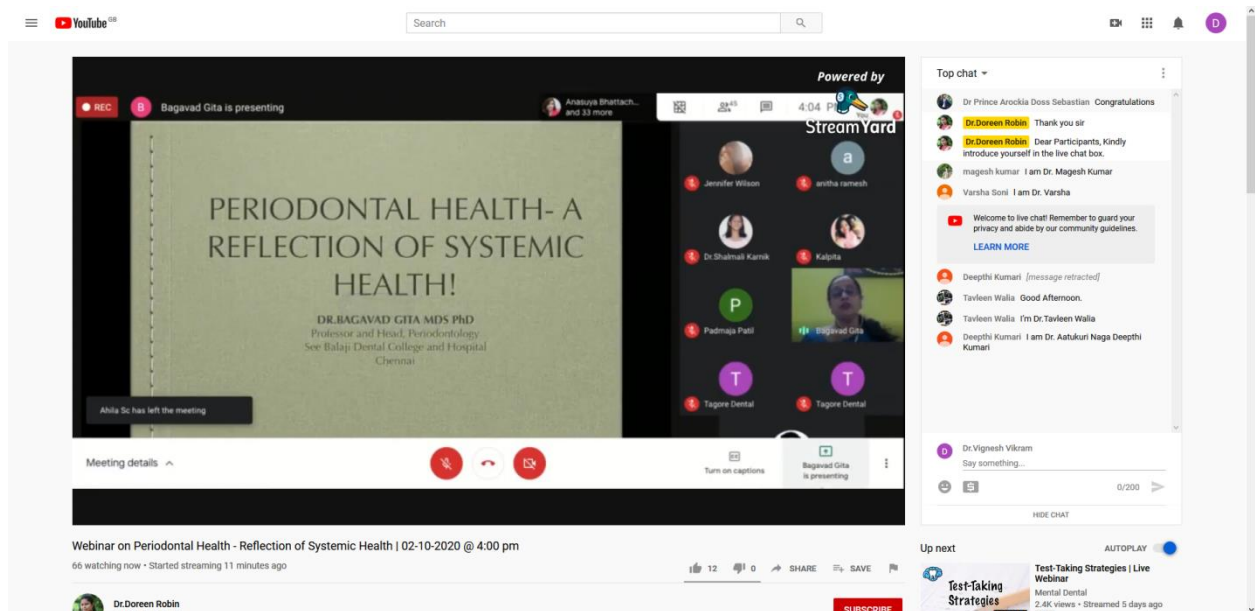 YouTube GB
Search
D
Powered by
StreamYard
REC
B
Bagavad Gita is presenting
Anasuya Bhattach...
and 33 more
45
4:04 P
You
PERIODONTAL HEALTH- A
REFLECTION OF SYSTEMIC
HEALTH!
DR.BAGAVAD GITA MDS PhD
Professor and Head, Periodontology
See Balaji Dental College and Hospital
Chennai
Ahila Sc has left the meeting
Jennifer Wilson
a
anitha ramesh
Dr.Shalmali Karnik
Kalpita
P
Padmaja Patil
Bagavad Gita
T
Tagore Dental
T
Tagore Dental
Meeting details
Turn on captions
Bagavad Gita
is presenting
Webinar on Periodontal Health - Reflection of Systemic Health | 02-10-2020 @ 4:00 pm
66 watching now • Started streaming 11 minutes ago
12
0
SHARE
SAVE
Dr.Doreen Robin
SUBSCRIBE
Top chat
Dr Prince Arockia Doss Sebastian Congratulations
Dr.Doreen Robin Thank you sir
Dr.Doreen Robin Dear Participants, Kindly
introduce yourself in the live chat box.
magesh kumar I am Dr. Magesh Kumar
Varsha Soni I am Dr. Varsha
Welcome to live chat! Remember to guard your
privacy and abide by our community guidelines.
LEARN MORE
Deepthi Kumari [message retracted]
Tavleen Walia Good Afternoon.
Tavleen Walia I'm Dr.Tavleen Walia
Deepthi Kumari I am Dr. Aatukuri Naga Deepthi
Kumari
D
Dr.Vignesh Vikram
Say something...
0/200
HIDE CHAT
Up next
AUTOPLAY
Test-Taking
Strategies
Test-Taking Strategies | Live
Webinar
Mental Dental
2.4K views • Streamed 5 days ago